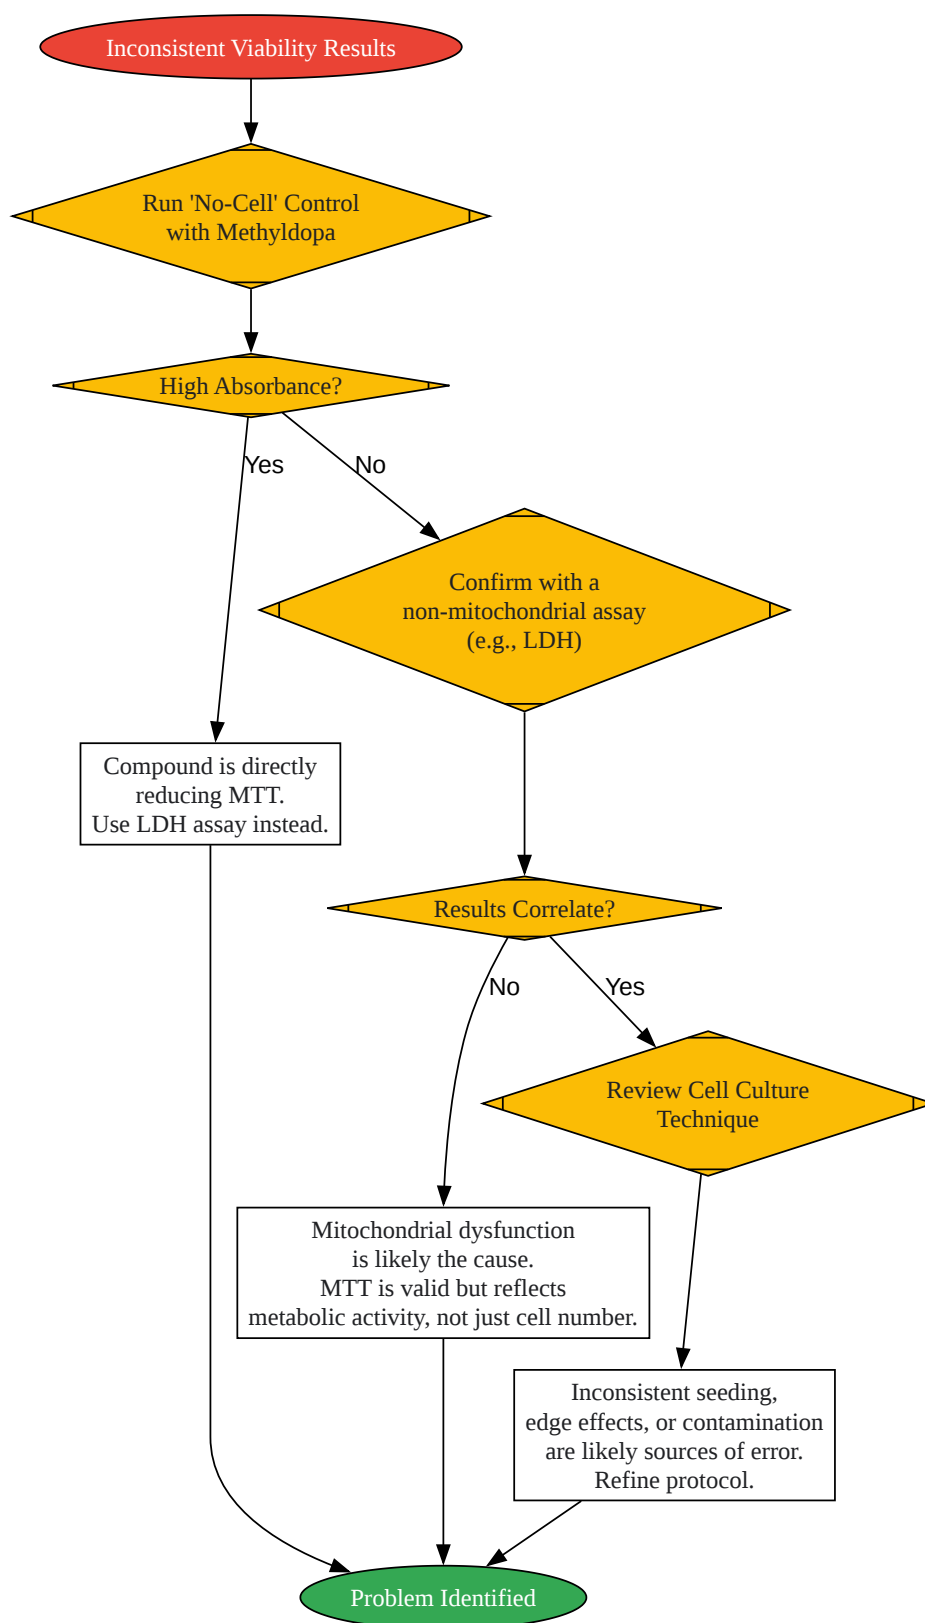 Inconsistent Viability Results
Run 'No-Cell' Control
with Methyldopa
High Absorbance?
Yes
No
Confirm with a
non-mitochondrial assay
(e.g., LDH)
Compound is directly
reducing MTT.
Use LDH assay instead.
Results Correlate?
No
Yes
Review Cell Culture
Technique
Mitochondrial dysfunction
is likely the cause.
MTT is valid but reflects
metabolic activity, not just cell number.
Inconsistent seeding,
edge effects, or contamination
are likely sources of error.
Refine protocol.
Problem Identified